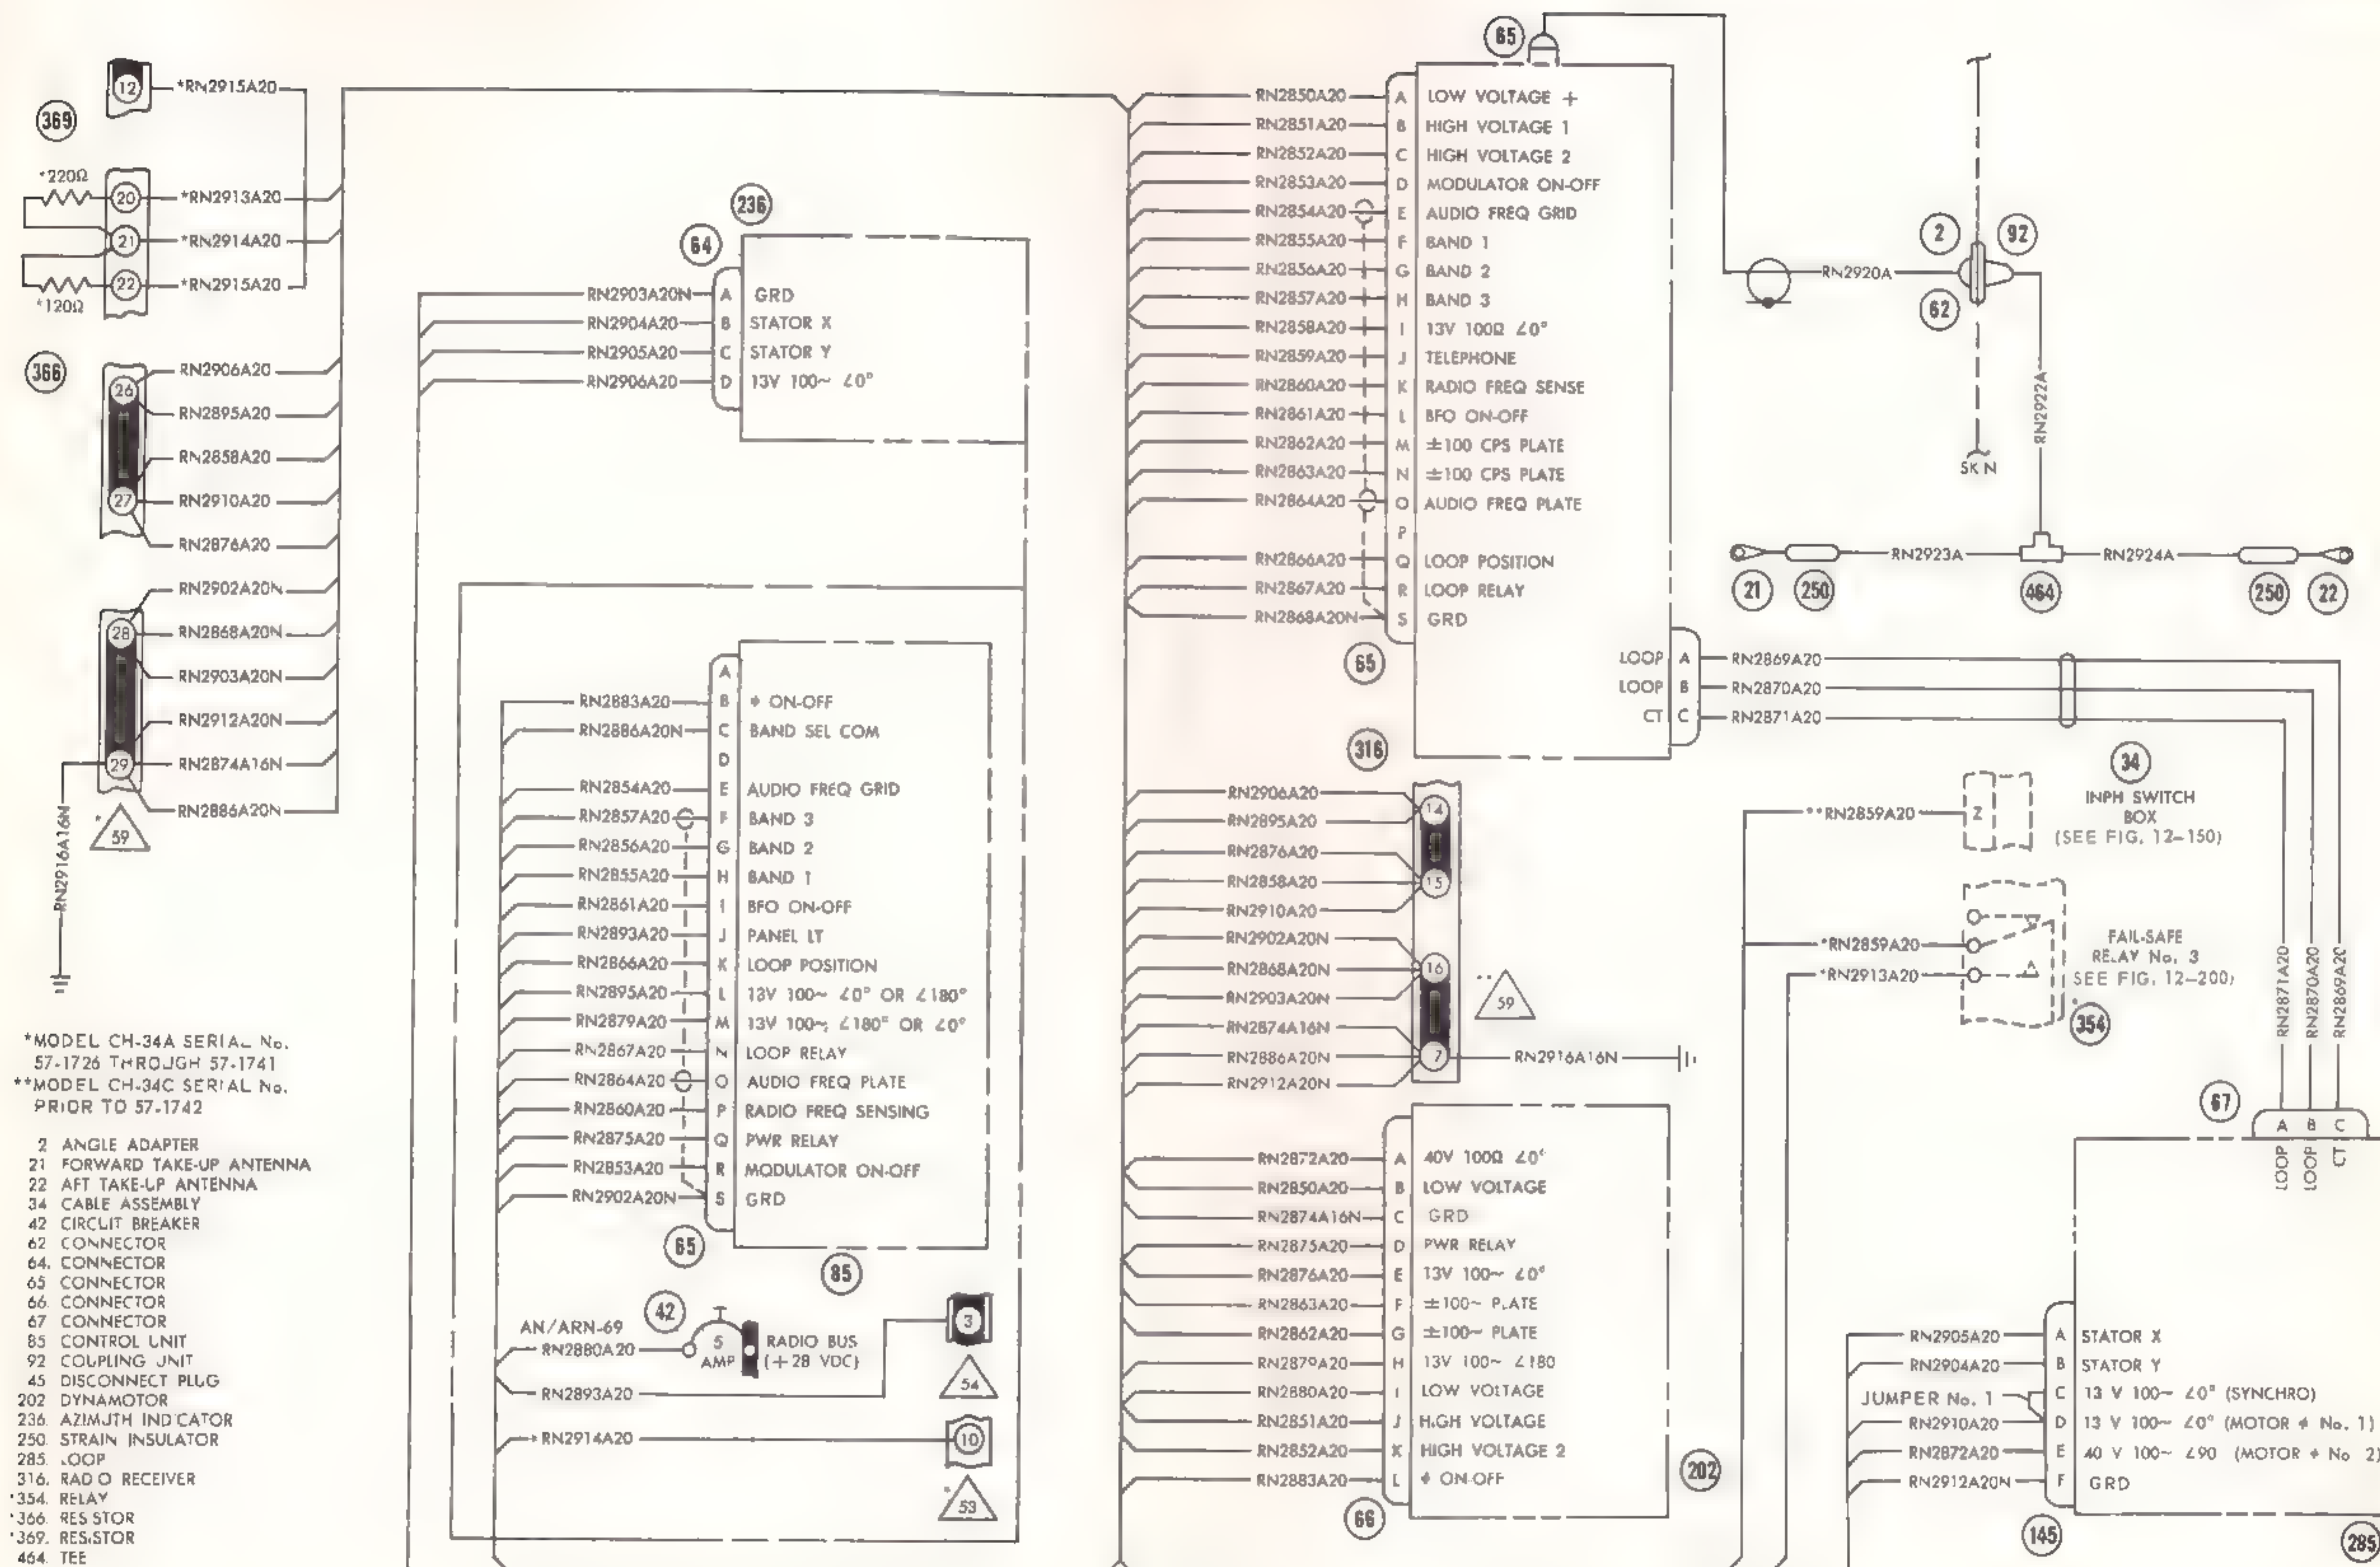 12 *RN2915A20
369
*220Ω
20 *RN2913A20
21 *RN2914A20
22 *RN2915A20
*120Ω
366
RN2906A20
26
RN2895A20
RN2858A20
27 RN2910A20
RN2876A20
RN2902A20N
28 RN2868A20N
RN2903A20N
RN2912A20N
29 RN2874A16N
RN2886A20N
* 59
RN2916A16N
*MODEL CH-34A SERIAL No.
57-1726 THROUGH 57-1741
**MODEL CH-34C SERIAL No.
PRIOR TO 57-1742
2 ANGLE ADAPTER
21 FORWARD TAKE-UP ANTENNA
22 AFT TAKE-UP ANTENNA
34 CABLE ASSEMBLY
42 CIRCUIT BREAKER
62 CONNECTOR
64. CONNECTOR
65 CONNECTOR
66. CONNECTOR
67 CONNECTOR
85 CONTROL UNIT
92 COUPLING UNIT
45 DISCONNECT PLUG
202 DYNAMOTOR
236. AZIMUTH INDICATOR
250. STRAIN INSULATOR
285. LOOP
316. RADIO RECEIVER
*354. RELAY
*366. RESISTOR
*369. RESISTOR
464. TEE
236
64
RN2903A20N A GRD
RN2904A20 B STATOR X
RN2905A20 C STATOR Y
RN2906A20 D 13V 100~ ∠0°
A
RN2883A20 B ⌀ ON-OFF
RN2886A20N C BAND SEL COM
D
RN2854A20 E AUDIO FREQ GRID
RN2857A20 F BAND 3
RN2856A20 G BAND 2
RN2855A20 H BAND 1
RN2861A20 I BFO ON-OFF
RN2893A20 J PANEL LT
RN2866A20 K LOOP POSITION
RN2895A20 L 13V 100~ ∠0° OR ∠180°
RN2879A20 M 13V 100~, ∠180° OR ∠0°
RN2867A20 N LOOP RELAY
RN2864A20 O AUDIO FREQ PLATE
RN2860A20 P RADIO FREQ SENSING
RN2875A20 Q PWR RELAY
RN2853A20 R MODULATOR ON-OFF
RN2902A20N S GRD
65
85
42
AN/ARN-69
RN2880A20
5
AMP
RADIO BUS
(+28 VDC)
3
54
RN2893A20
RN2914A20
10
* 53
65
RN2850A20 A LOW VOLTAGE +
RN2851A20 B HIGH VOLTAGE 1
RN2852A20 C HIGH VOLTAGE 2
RN2853A20 D MODULATOR ON-OFF
RN2854A20 E AUDIO FREQ GRID
RN2855A20 F BAND 1
RN2856A20 G BAND 2
RN2857A20 H BAND 3
RN2858A20 I 13V 100Ω ∠0°
RN2859A20 J TELEPHONE
RN2860A20 K RADIO FREQ SENSE
RN2861A20 L BFO ON-OFF
RN2862A20 M ±100 CPS PLATE
RN2863A20 N ±100 CPS PLATE
RN2864A20 O AUDIO FREQ PLATE
P
RN2866A20 Q LOOP POSITION
RN2867A20 R LOOP RELAY
RN2868A20N S GRD
65
LOOP A RN2869A20
LOOP B RN2870A20
CT C RN2871A20
316
RN2906A20
14
RN2895A20
RN2876A20
RN2858A20 15
RN2910A20
RN2902A20N
RN2868A20N 16
RN2903A20N
** 59
RN2874A16N
RN2886A20N 7 RN2916A16N
RN2912A20N
RN2872A20 A 40V 100Ω ∠0°
RN2850A20 B LOW VOLTAGE
RN2874A16N C GRD
RN2875A20 D PWR RELAY
RN2876A20 E 13V 100~ ∠0°
RN2863A20 F ±100~ PLATE
RN2862A20 G ±100~ PLATE
RN2879A20 H 13V 100~ ∠180
RN2880A20 I LOW VOLTAGE
RN2851A20 J HIGH VOLTAGE
RN2852A20 K HIGH VOLTAGE 2
RN2883A20 L ⌀ ON-OFF
66
202
2
92
RN2920A
62
RN2922A
SKIN
RN2923A
RN2924A
21
250
464
250
22
34
INPH SWITCH
BOX
(SEE FIG. 12-150)
**RN2859A20 Z
*RN2859A20
*RN2913A20
FAIL-SAFE
RELAY No. 3
SEE FIG. 12-200)
*
354
RN2871A20
RN2870A20
RN2869A20
67
A B C
LOOP
LOOP
CT
RN2905A20 A STATOR X
RN2904A20 B STATOR Y
JUMPER No. 1 C 13 V 100~ ∠0° (SYNCHRO)
RN2910A20 D 13 V 100~ ∠0° (MOTOR ⌀ No. 1)
RN2872A20 E 40 V 100~ ∠90 (MOTOR ⌀ No 2)
RN2912A20N F GRD
145
285